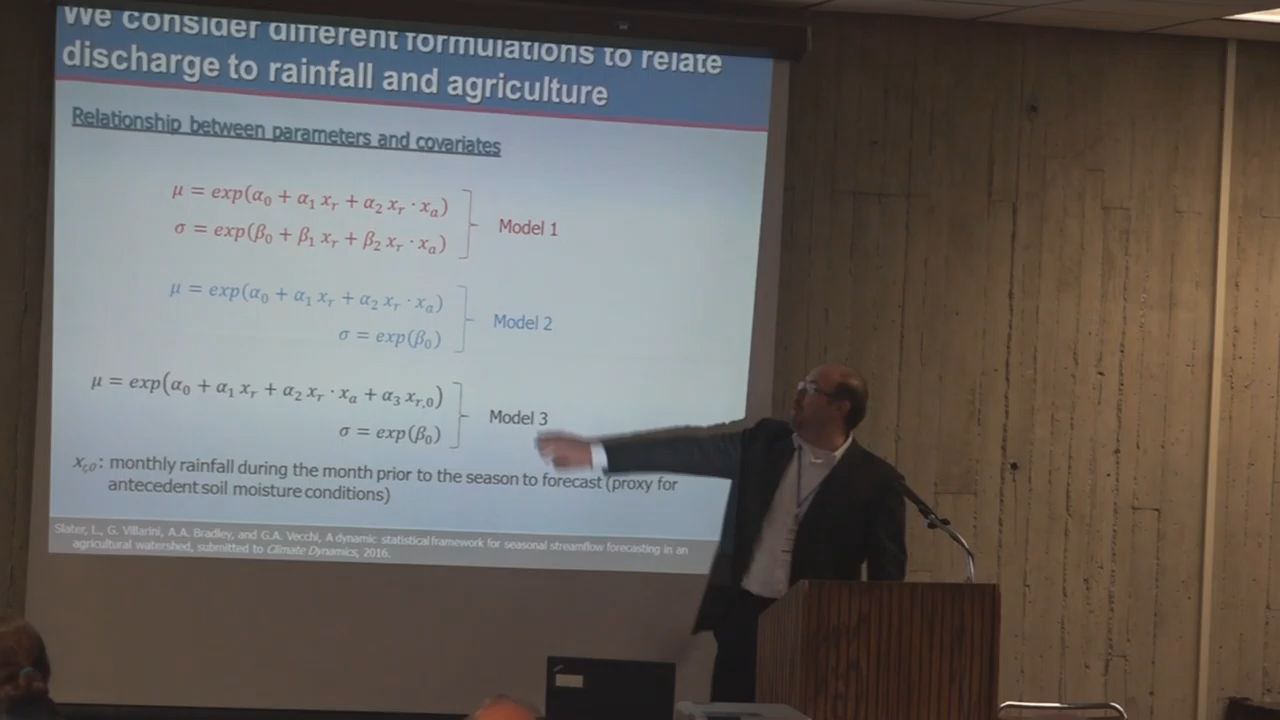 We consider different formulations to relate
discharge to rainfall and agriculture
Relationship between parameters and covariates
μ = exp(α₀ + α₁ xᵣ + α₂ xᵣ · xₐ)
σ = exp(β₀ + β₁ xᵣ + β₂ xᵣ · xₐ)
Model 1
μ = exp(α₀ + α₁ xᵣ + α₂ xᵣ · xₐ)
σ = exp(β₀)
Model 2
μ = exp(α₀ + α₁ xᵣ + α₂ xᵣ · xₐ + α₃ xᵣ,₀)
σ = exp(β₀)
Model 3
xᵣ,₀: monthly rainfall during the month prior to the season to forecast (proxy for
antecedent soil moisture conditions)
Slater, L., G. Villarini, A.A. Bradley, and G.A. Vecchi, A dynamic statistical framework for seasonal streamflow forecasting in an
agricultural watershed, submitted to Climate Dynamics, 2016.